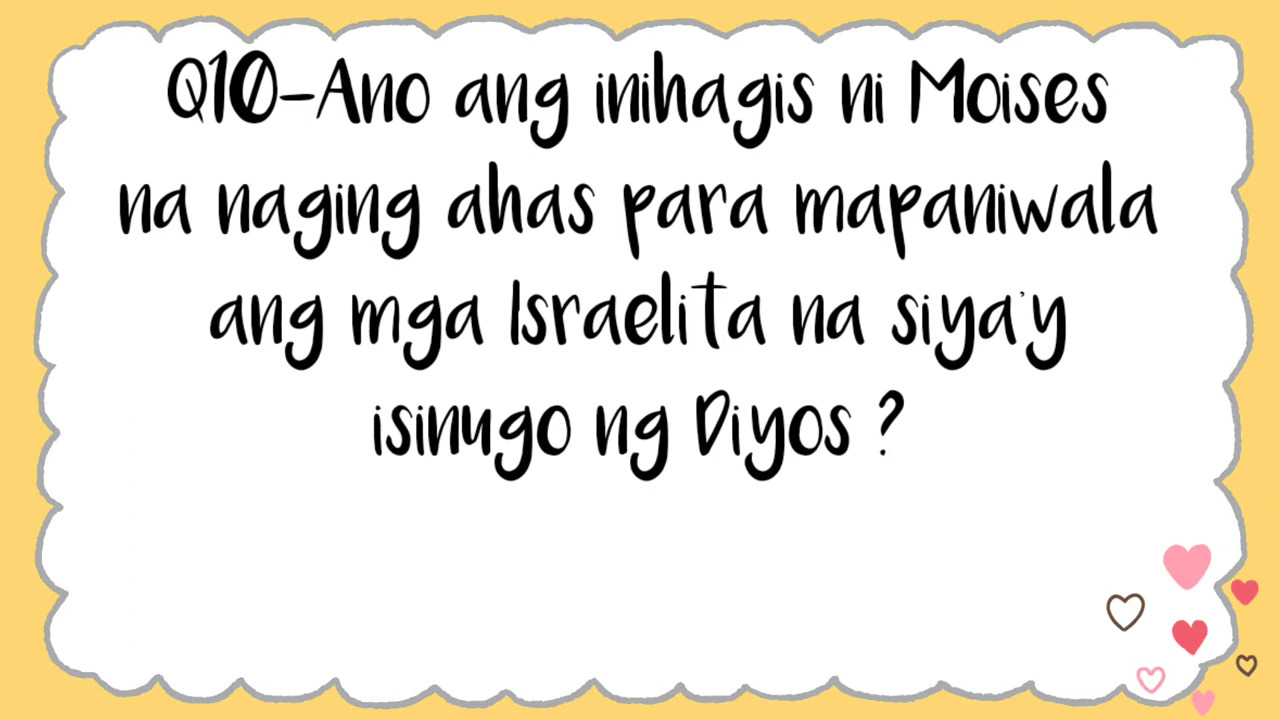 Q10-Ano ang inihagis ni Moises
na naging ahas para mapaniwala
ang mga Israelita na siya'y
isinugo ng Diyos ?